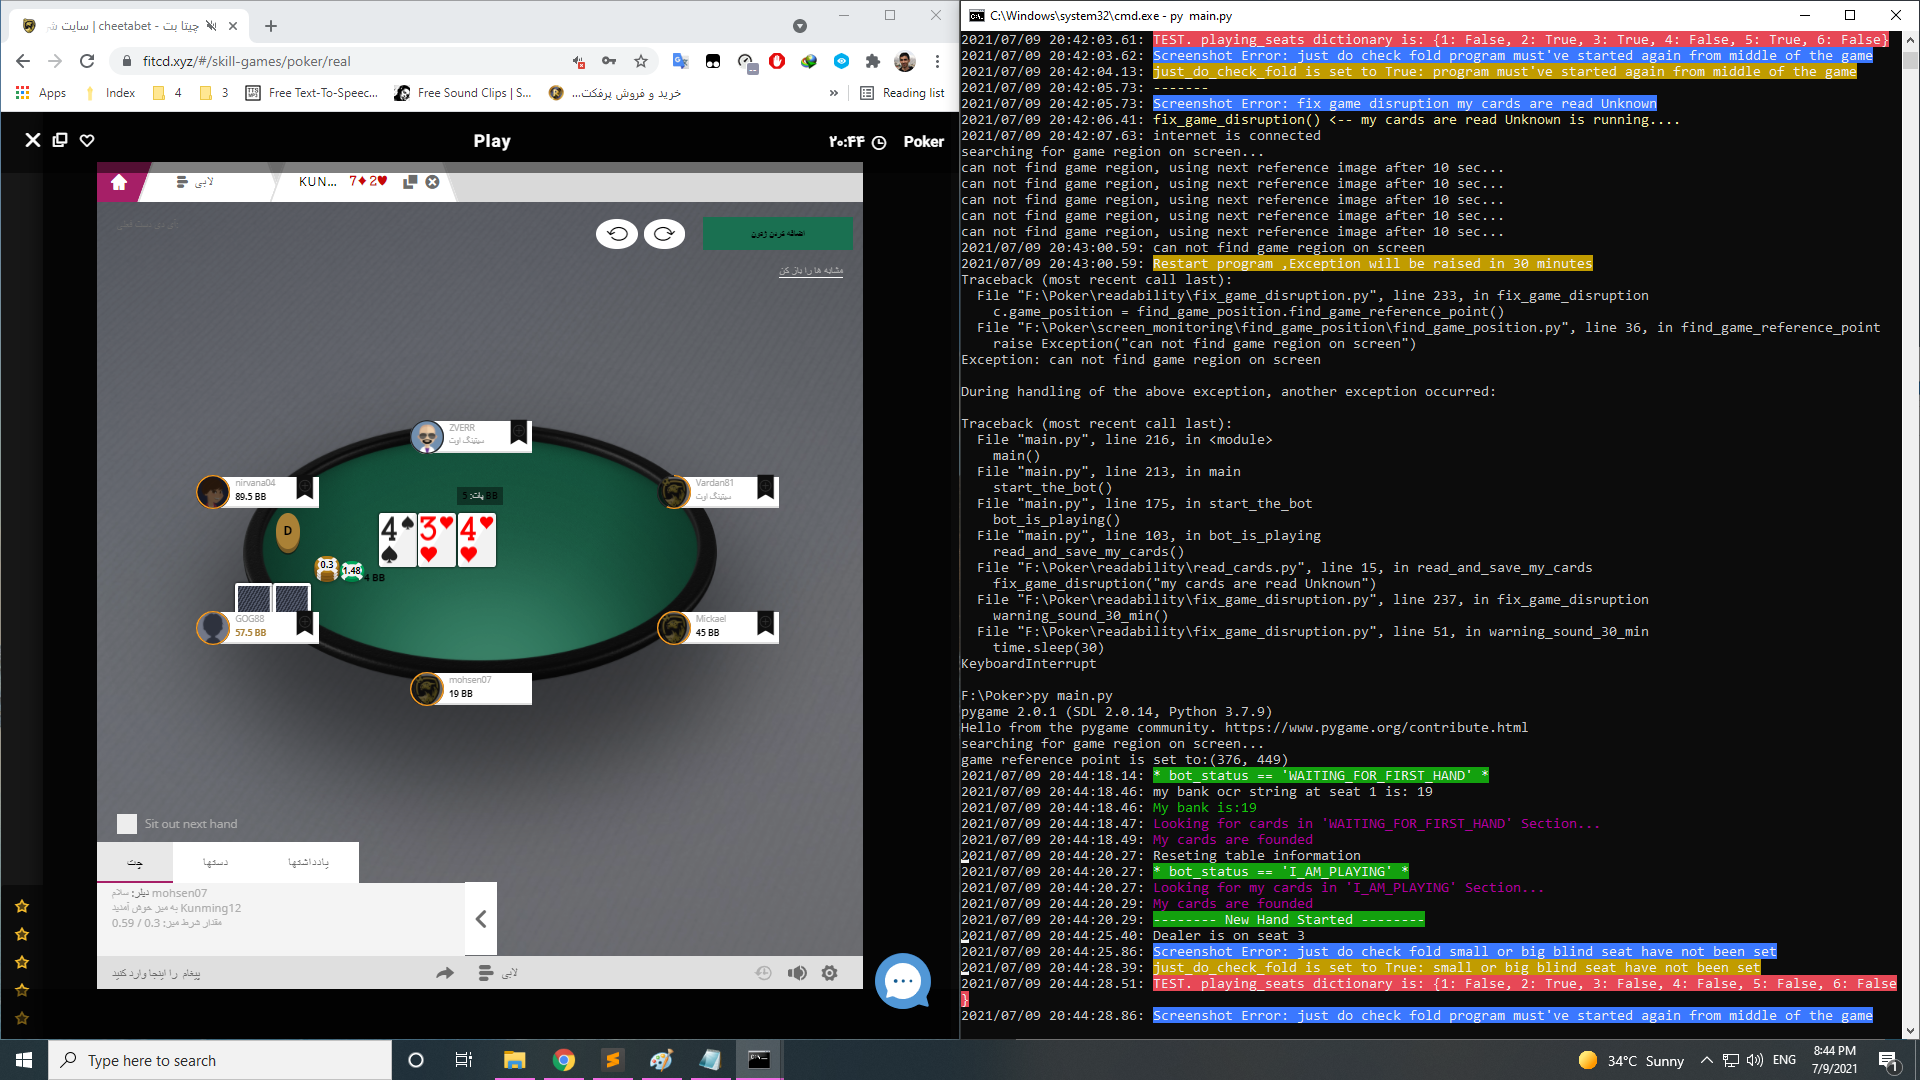 چیتا بت - cheetabet | سایت شر
fitcd.xyz/#/skill-games/poker/real
Apps
Index
4
3
Free Text-To-Speec...
Free Sound Clips | S...
خرید و فروش پرفکت...
»
Reading list
Play
۲۰:۴۴
Poker
لابی
KUN... 7♦2♥
اضافه کردن ژتون
مشابه ها را باز کن
ZVERR
سیتینگ اوت
nirvana04
89.5 BB
Vardan81
سیتینگ اوت
پات: 5 BB
D
4♠ 3♥ 4♥
0.3
1.48
4 BB
GOG88
57.5 BB
Mickael
45 BB
mohsen07
19 BB
Sit out next hand
چت
دستها
یادداشتها
دیلر: سلام mohsen07
به میز خوش آمدید Kunming12
مقدار شرط میز: 0.3 / 0.59
پیغام را اینجا وارد کنید
لابی
C:\Windows\system32\cmd.exe - py main.py
2021/07/09 20:42:03.61: TEST. playing_seats dictionary is: {1: False, 2: True, 3: True, 4: False, 5: True, 6: False}
2021/07/09 20:42:03.62: Screenshot Error: just do check fold program must've started again from middle of the game
2021/07/09 20:42:04.13: just_do_check_fold is set to True: program must've started again from middle of the game
2021/07/09 20:42:05.73: -------
2021/07/09 20:42:05.73: Screenshot Error: fix game disruption my cards are read Unknown
2021/07/09 20:42:06.41: fix_game_disruption() <-- my cards are read Unknown is running....
2021/07/09 20:42:07.63: internet is connected
searching for game region on screen...
can not find game region, using next reference image after 10 sec...
can not find game region, using next reference image after 10 sec...
can not find game region, using next reference image after 10 sec...
can not find game region, using next reference image after 10 sec...
can not find game region, using next reference image after 10 sec...
2021/07/09 20:43:00.59: can not find game region on screen
2021/07/09 20:43:00.59: Restart program ,Exception will be raised in 30 minutes
Traceback (most recent call last):
File "F:\Poker\readability\fix_game_disruption.py", line 233, in fix_game_disruption
c.game_position = find_game_position.find_game_reference_point()
File "F:\Poker\screen_monitoring\find_game_position\find_game_position.py", line 36, in find_game_reference_point
raise Exception("can not find game region on screen")
Exception: can not find game region on screen
During handling of the above exception, another exception occurred:
Traceback (most recent call last):
File "main.py", line 216, in <module>
main()
File "main.py", line 213, in main
start_the_bot()
File "main.py", line 175, in start_the_bot
bot_is_playing()
File "main.py", line 103, in bot_is_playing
read_and_save_my_cards()
File "F:\Poker\readability\read_cards.py", line 15, in read_and_save_my_cards
fix_game_disruption("my cards are read Unknown")
File "F:\Poker\readability\fix_game_disruption.py", line 237, in fix_game_disruption
warning_sound_30_min()
File "F:\Poker\readability\fix_game_disruption.py", line 51, in warning_sound_30_min
time.sleep(30)
KeyboardInterrupt
F:\Poker>py main.py
pygame 2.0.1 (SDL 2.0.14, Python 3.7.9)
Hello from the pygame community. https://www.pygame.org/contribute.html
searching for game region on screen...
game reference point is set to:(376, 449)
2021/07/09 20:44:18.14: * bot_status == 'WAITING_FOR_FIRST_HAND' *
2021/07/09 20:44:18.46: my bank ocr string at seat 1 is: 19
2021/07/09 20:44:18.46: My bank is:19
2021/07/09 20:44:18.47: Looking for cards in 'WAITING_FOR_FIRST_HAND' Section...
2021/07/09 20:44:18.49: My cards are founded
2021/07/09 20:44:20.27: Reseting table information
2021/07/09 20:44:20.27: * bot_status == 'I_AM_PLAYING' *
2021/07/09 20:44:20.27: Looking for my cards in 'I_AM_PLAYING' Section...
2021/07/09 20:44:20.29: My cards are founded
2021/07/09 20:44:20.29: -------- New Hand Started --------
2021/07/09 20:44:25.40: Dealer is on seat 3
2021/07/09 20:44:25.86: Screenshot Error: just do check fold small or big blind seat have not been set
2021/07/09 20:44:28.39: just_do_check_fold is set to True: small or big blind seat have not been set
2021/07/09 20:44:28.51: TEST. playing_seats dictionary is: {1: False, 2: True, 3: False, 4: False, 5: False, 6: False
}
2021/07/09 20:44:28.86: Screenshot Error: just do check fold program must've started again from middle of the game
Type here to search
34°C Sunny
ENG
8:44 PM
7/9/2021
1